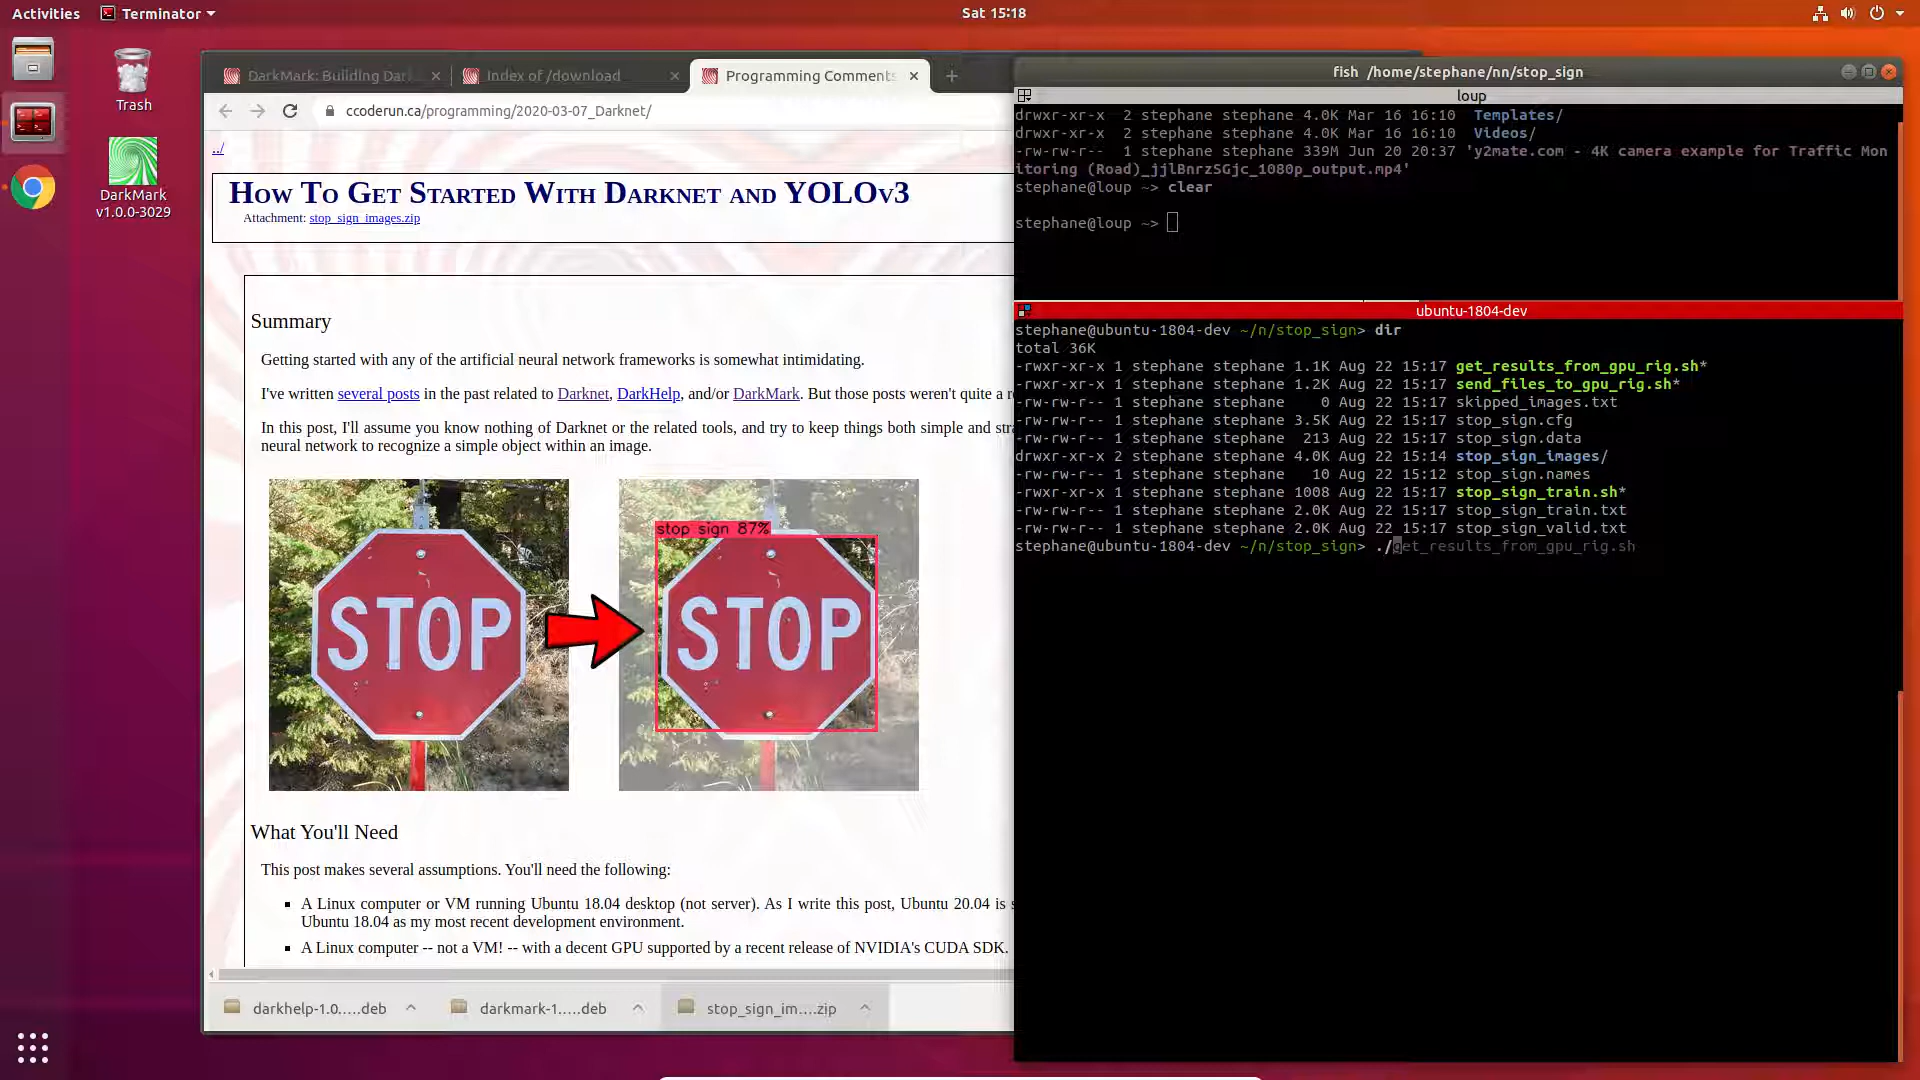 Activities
Terminator
Sat 15:18
Trash
DarkMark
v1.0.0-3029
DarkMark: Building Dar
Index of /download
Programming Comments
ccoderun.ca/programming/2020-03-07_Darknet/
../
How To Get Started With Darknet and YOLOv3
Attachment: stop_sign_images.zip
Summary
Getting started with any of the artificial neural network frameworks is somewhat intimidating.
I've written several posts in the past related to Darknet, DarkHelp, and/or DarkMark. But those posts weren't quite a
In this post, I'll assume you know nothing of Darknet or the related tools, and try to keep things both simple and
neural network to recognize a simple object within an image.
STOP
stop sign 87%
STOP
What You'll Need
This post makes several assumptions. You'll need the following:
A Linux computer or VM running Ubuntu 18.04 desktop (not server). As I write this post, Ubuntu 20.04 is
Ubuntu 18.04 as my most recent development environment.
A Linux computer -- not a VM! -- with a decent GPU supported by a recent release of NVIDIA's CUDA SDK.
darkhelp-1.0.....deb
darkmark-1.....deb
stop_sign_im....zip
fish /home/stephane/nn/stop_sign
loup
drwxr-xr-x 2 stephane stephane 4.0K Mar 16 16:10 Templates/
drwxr-xr-x 2 stephane stephane 4.0K Mar 16 16:10 Videos/
-rw-rw-r-- 1 stephane stephane 339M Jun 20 20:37 'y2mate.com - 4K camera example for Traffic Mon
itoring (Road)_jjlBnrzSGjc_1080p_output.mp4'
stephane@loup ~> clear
stephane@loup ~>
ubuntu-1804-dev
stephane@ubuntu-1804-dev ~/n/stop_sign> dir
total 36K
-rwxr-xr-x 1 stephane stephane 1.1K Aug 22 15:17 get_results_from_gpu_rig.sh*
-rwxr-xr-x 1 stephane stephane 1.2K Aug 22 15:17 send_files_to_gpu_rig.sh*
-rw-rw-r-- 1 stephane stephane 0 Aug 22 15:17 skipped_images.txt
-rw-rw-r-- 1 stephane stephane 3.5K Aug 22 15:17 stop_sign.cfg
-rw-rw-r-- 1 stephane stephane 213 Aug 22 15:17 stop_sign.data
drwxr-xr-x 2 stephane stephane 4.0K Aug 22 15:14 stop_sign_images/
-rw-rw-r-- 1 stephane stephane 10 Aug 22 15:12 stop_sign.names
-rwxr-xr-x 1 stephane stephane 1008 Aug 22 15:17 stop_sign_train.sh*
-rw-rw-r-- 1 stephane stephane 2.0K Aug 22 15:17 stop_sign_train.txt
-rw-rw-r-- 1 stephane stephane 2.0K Aug 22 15:17 stop_sign_valid.txt
stephane@ubuntu-1804-dev ~/n/stop_sign> ./get_results_from_gpu_rig.sh